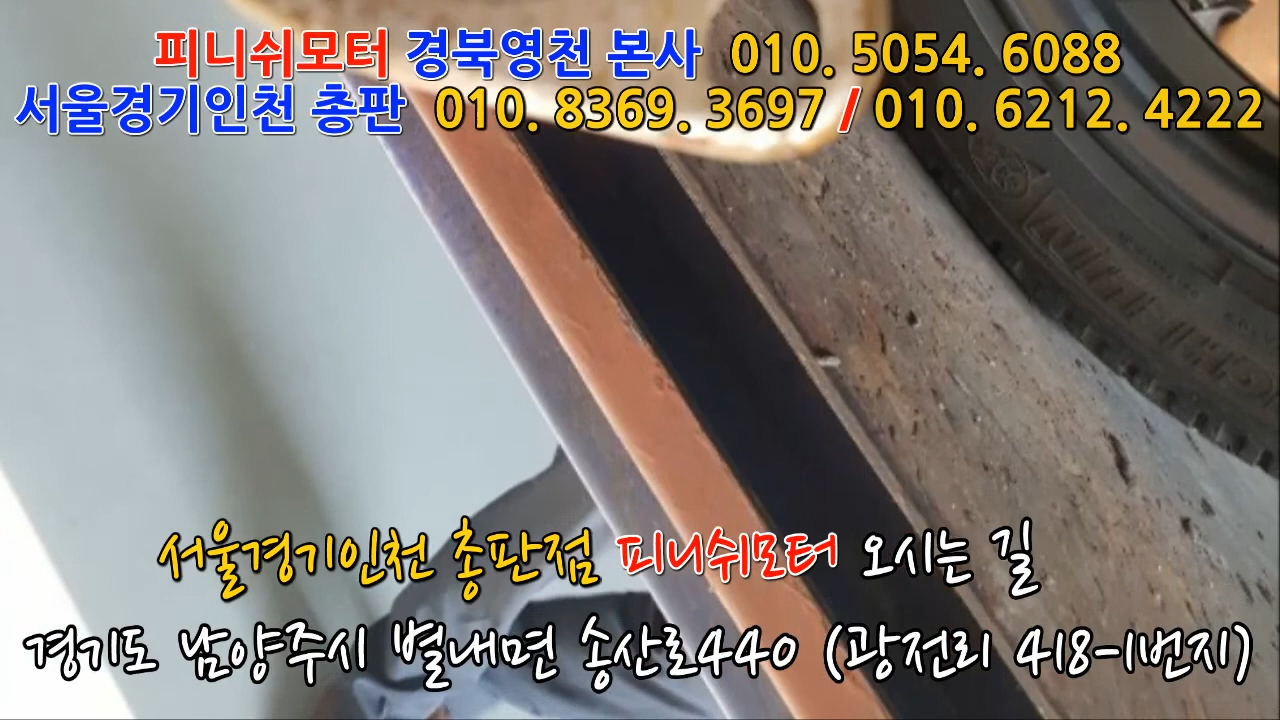 피니쉬모터 경북영천 본사 010. 5054. 6088
서울경기인천 총판 010. 8369. 3697 / 010. 6212. 4222
서울경기인천 총판점 피니쉬모터 오시는 길
경기도 남양주시 별내면 송산로440 (광전리 418-1번지)